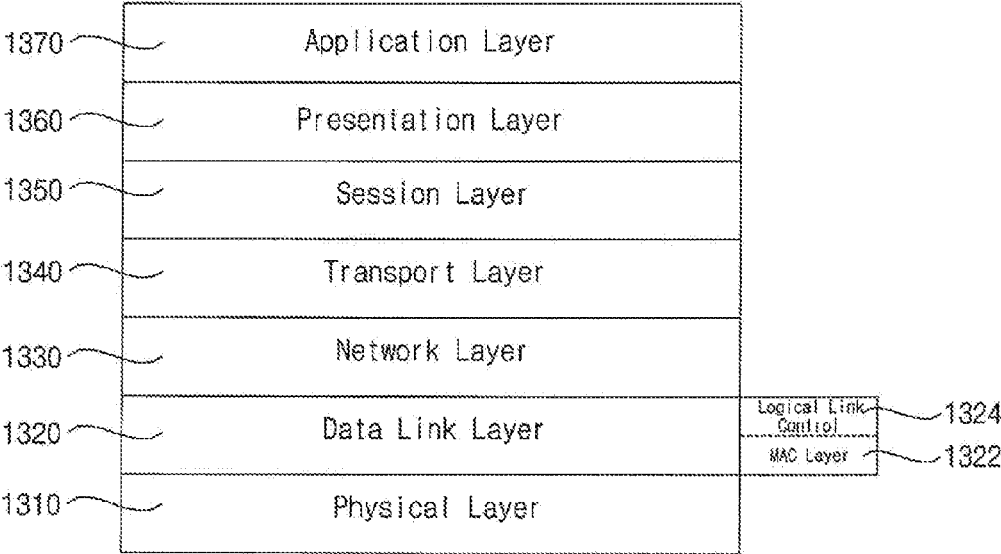 1370 Application Layer
1360 Presentation Layer
1350 Session Layer
1340 Transport Layer
1330 Network Layer
1320 Data Link Layer
Logical Link
Control
1324
MAC Layer
1322
1310 Physical Layer